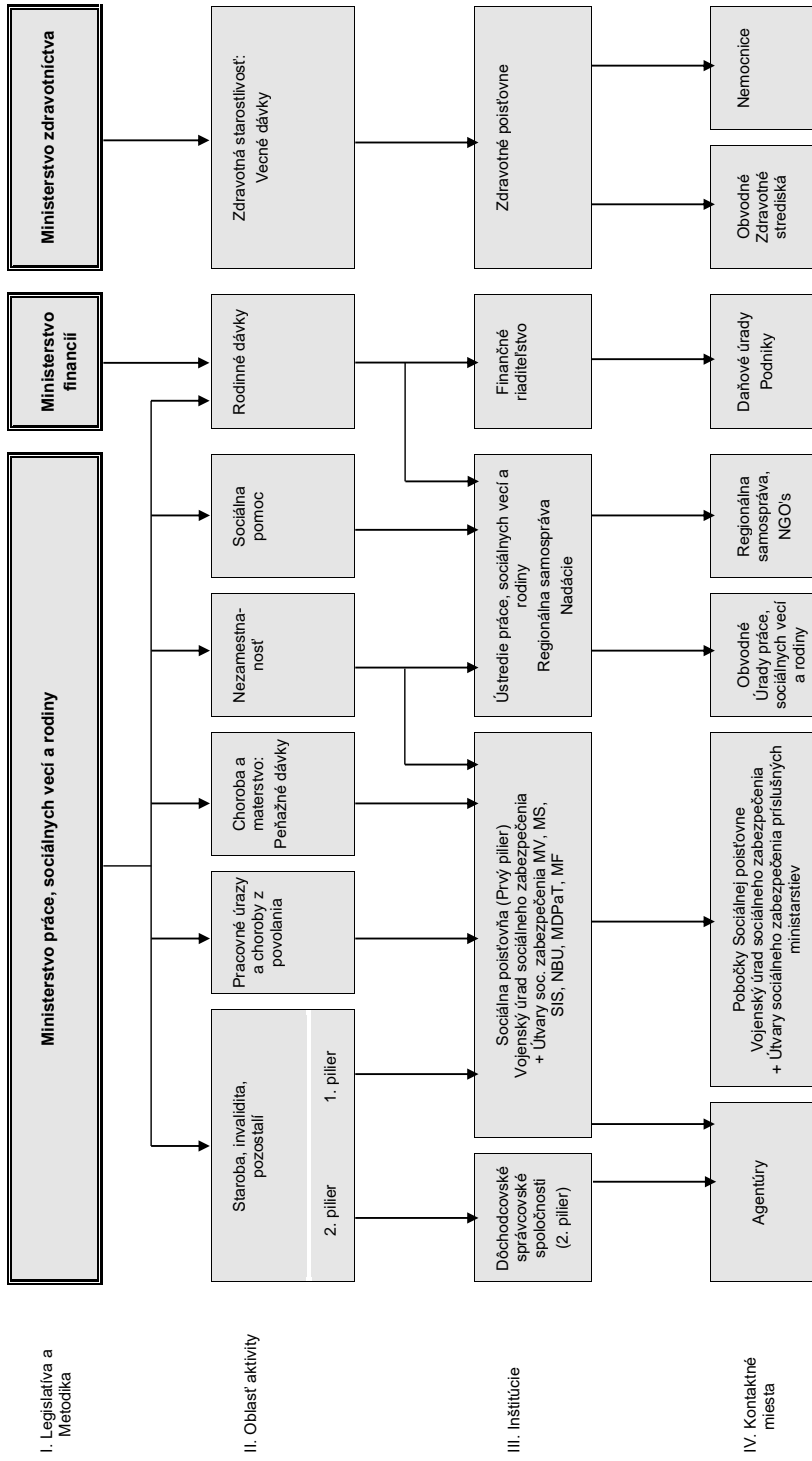 I. Legislatíva a
Metodika
Ministerstvo práce, sociálnych vecí a rodiny
Ministerstvo
financií
Ministerstvo zdravotníctva
II. Oblasť aktivity
Staroba, invalidita,
pozostalí
2. pilier
1. pilier
Pracovné úrazy
a choroby z
povolania
Choroba a
materstvo:
Peňažné dávky
Nezamestna-
nosť
Sociálna
pomoc
Rodinné dávky
Zdravotná starostlivosť:
Vecné dávky
III. Inštitúcie
Dôchodcovské
správcovské
spoločnosti
(2. pilier)
Sociálna poisťovňa (Prvý pilier)
Vojenský úrad sociálneho zabezpečenia
+ Útvary soc. zabezpečenia MV, MS,
SIS, NBU, MDPaT, MF
Ústredie práce, sociálnych vecí a
rodiny
Regionálna samospráva
Nadácie
Finančné
riaditeľstvo
Zdravotné poisťovne
IV. Kontaktné
miesta
Agentúry
Pobočky Sociálnej poisťovne
Vojenský úrad sociálneho zabezpečenia
+ Útvary sociálneho zabezpečenia príslušných
ministarstiev
Obvodné
Úrady práce,
sociálnych vecí
a rodiny
Regionálna
samospráva,
NGO's
Daňové úrady
Podniky
Obvodné
Zdravotné
strediská
Nemocnice